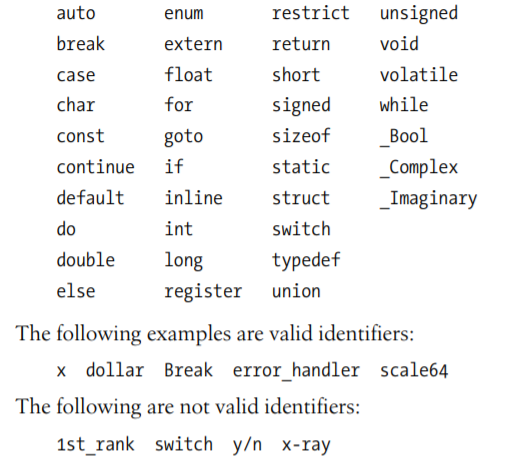 auto enum restrict unsigned
break extern return void
case float short volatile
char for signed while
const goto sizeof _Bool
continue if static _Complex
default inline struct _Imaginary
do int switch
double long typedef
else register union
The following examples are valid identifiers:
x dollar Break error_handler scale64
The following are not valid identifiers:
1st_rank switch y/n x-ray